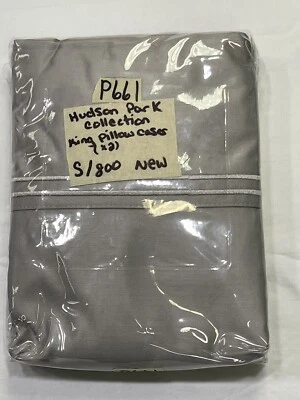 P661
Hudson Park
Collection
King Pillow cases
(x2)
S/800 New